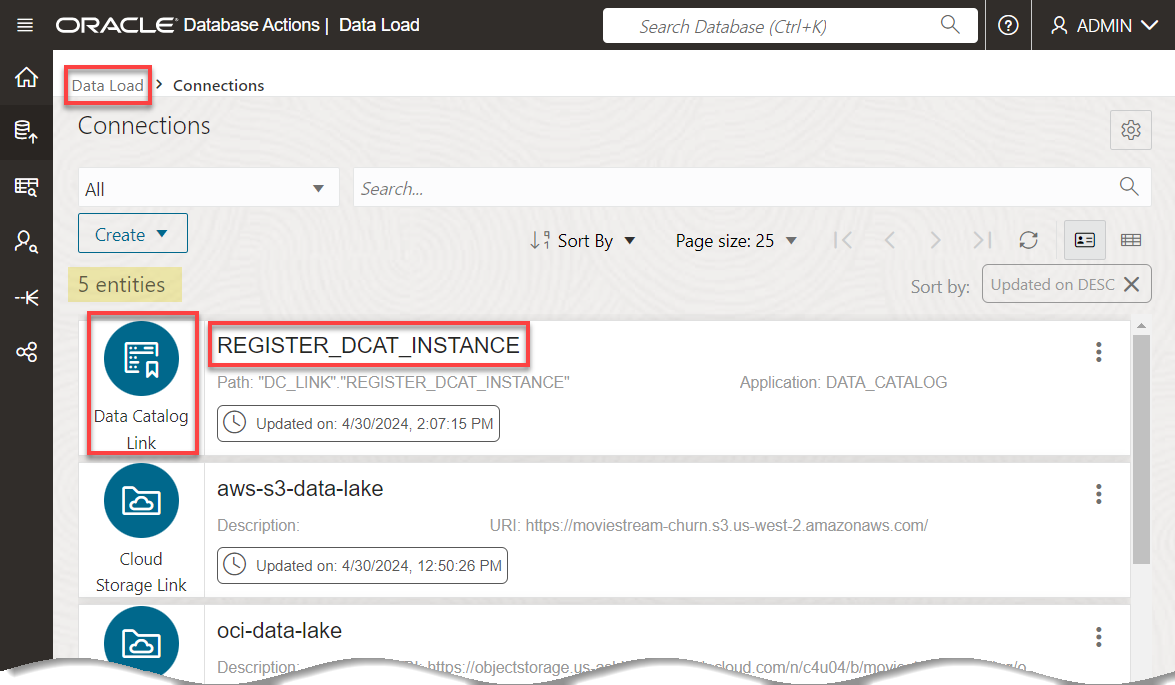 ORACLE Database Actions | Data Load
Search Database (Ctrl+K)
ADMIN
Data Load > Connections
Connections
All
Search...
Create
Sort By
Page size: 25
5 entities
Sort by:
Updated on DESC
Data Catalog
Link
REGISTER_DCAT_INSTANCE
Path: "DC_LINK"."REGISTER_DCAT_INSTANCE"
Application: DATA_CATALOG
Updated on: 4/30/2024, 2:07:15 PM
Cloud
Storage Link
aws-s3-data-lake
Description:
URI: https://moviestream-churn.s3.us-west-2.amazonaws.com/
Updated on: 4/30/2024, 12:50:26 PM
oci-data-lake
Description:
https://objectstorage.us-
cloud.com/n/c4u04/b/